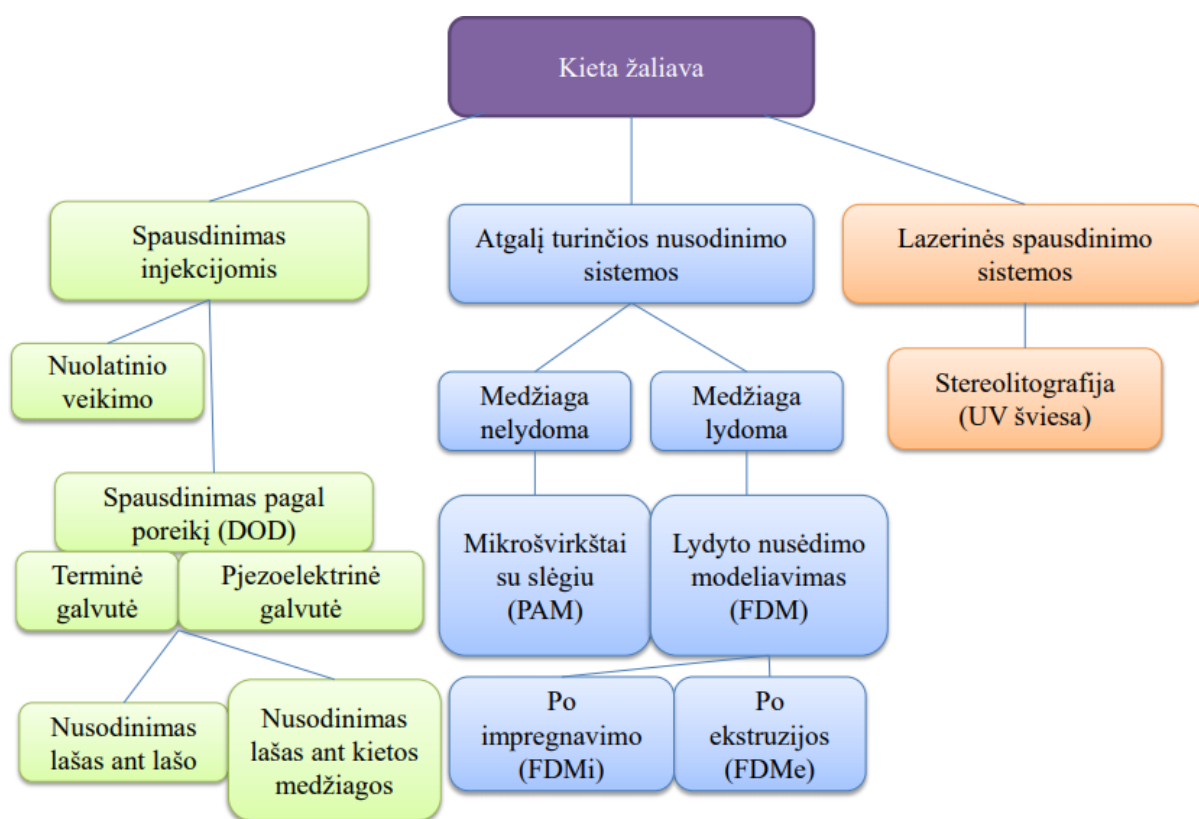 Kieta žaliava
Spausdinimas
injekcijomis
Atgalį turinčios nusodinimo
sistemos
Lazerinės spausdinimo
sistemos
Nuolatinio
veikimo
Medžiaga
nelydoma
Medžiaga
lydoma
Stereolitografija
(UV šviesa)
Spausdinimas pagal
poreikį (DOD)
Terminė
galvutė
Pjezoelektrinė
galvutė
Mikrošvirkštai
su slėgiu
(PAM)
Lydyto nusėdimo
modeliavimas
(FDM)
Nusodinimas
lašas ant lašo
Nusodinimas
lašas ant kietos
medžiagos
Po
impregnavimo
(FDMi)
Po
ekstruzijos
(FDMe)